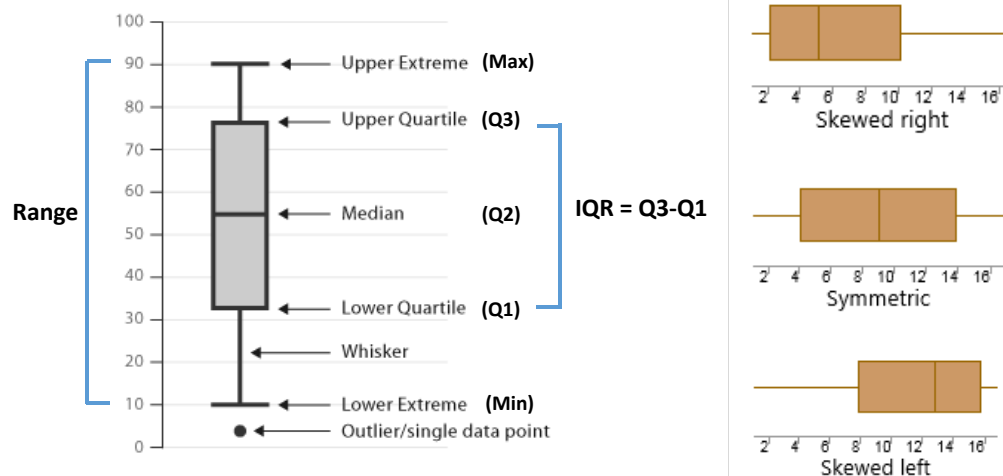 100
90
80
70
60
50
40
30
20
10
0
Range
Upper Extreme (Max)
Upper Quartile (Q3)
Median (Q2)
Lower Quartile (Q1)
Whisker
Lower Extreme (Min)
Outlier/single data point
IQR = Q3-Q1
2 4 6 8 10 12 14 16
Skewed right
2 4 6 8 10 12 14 16
Symmetric
2 4 6 8 10 12 14 16
Skewed left